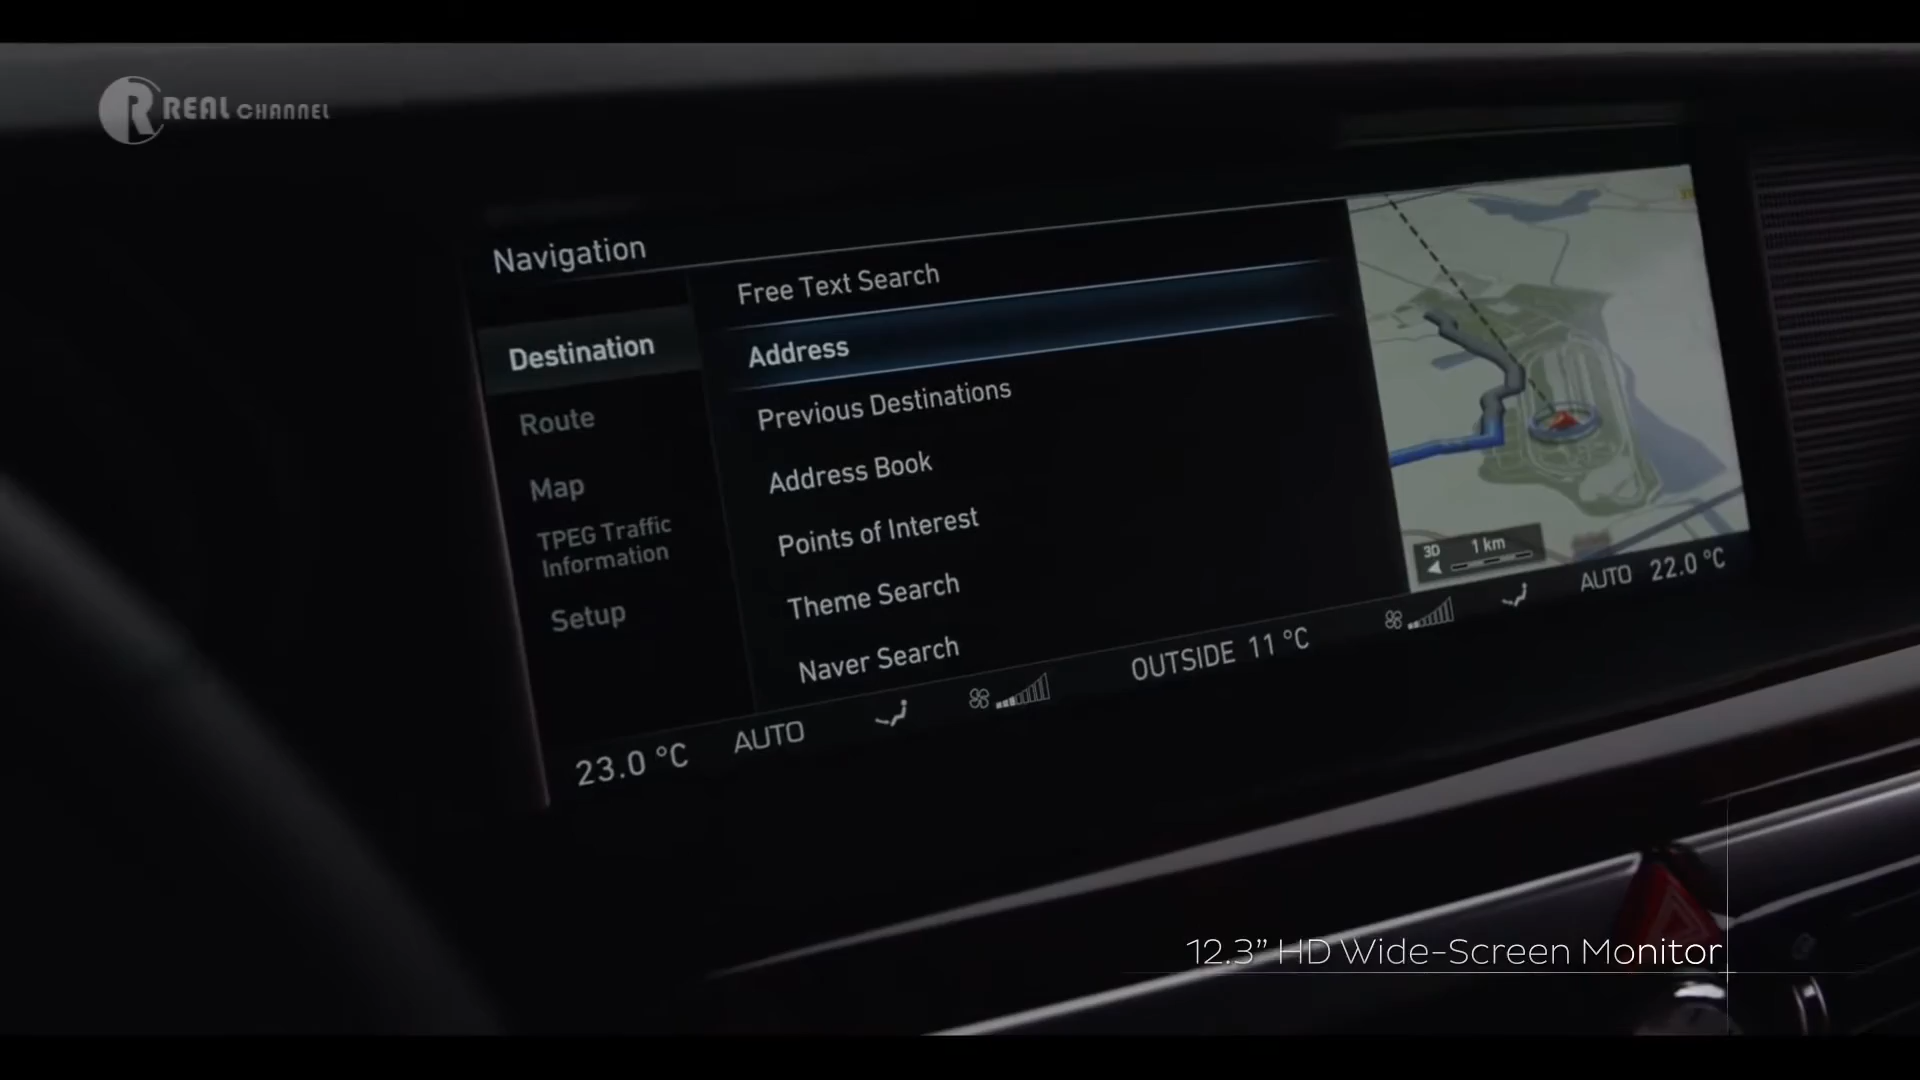 REAL CHANNEL
Navigation
Destination
Route
Map
TPEG Traffic
Information
Setup
Free Text Search
Address
Previous Destinations
Address Book
Points of Interest
Theme Search
Naver Search
3D 1 km
23.0 °C AUTO
OUTSIDE 11 °C
AUTO 22.0 °C
12.3” HD Wide-Screen Monitor